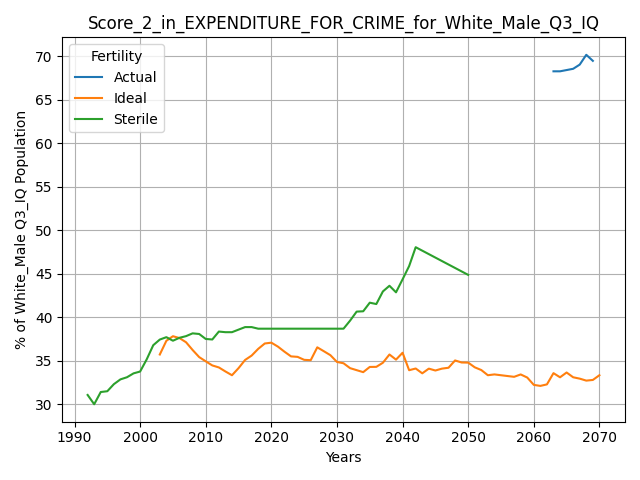 Score_2_in_EXPENDITURE_FOR_CRIME_for_White_Male_Q3_IQ
Fertility
Actual
Ideal
Sterile
% of White_Male Q3_IQ Population
70
65
60
55
50
45
40
35
30
1990 2000 2010 2020 2030 2040 2050 2060 2070
Years